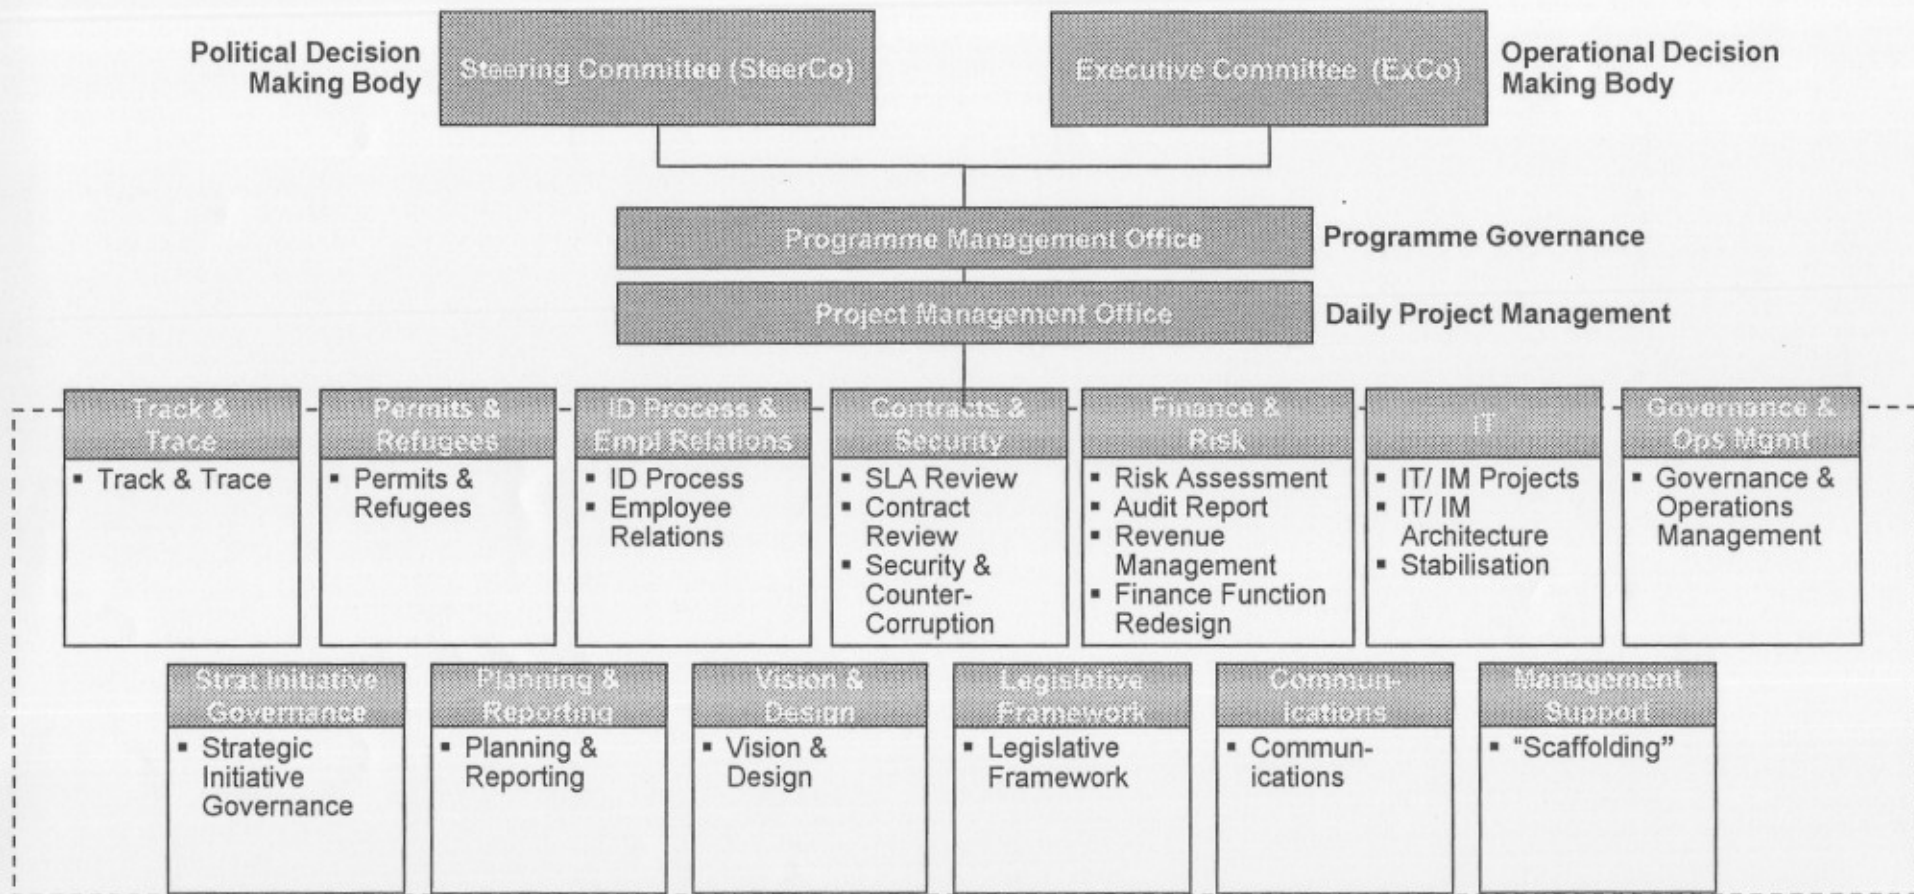 Political Decision
Making Body
Steering Committee (SteerCo)
Executive Committee (ExCo)
Operational Decision
Making Body
Programme Management Office
Programme Governance
Project Management Office
Daily Project Management
Track &
Trace
▪ Track & Trace
Permits &
Refugees
▪ Permits &
Refugees
ID Process &
Empl Relations
▪ ID Process
▪ Employee
Relations
Contracts &
Security
▪ SLA Review
▪ Contract
Review
▪ Security &
Counter-
Corruption
Finance &
Risk
▪ Risk Assessment
▪ Audit Report
▪ Revenue
Management
▪ Finance Function
Redesign
IT
▪ IT/ IM Projects
▪ IT/ IM
Architecture
▪ Stabilisation
Governance &
Ops Mgmt
▪ Governance &
Operations
Management
Strat Initiative
Governance
▪ Strategic
Initiative
Governance
Planning &
Reporting
▪ Planning &
Reporting
Vision &
Design
▪ Vision &
Design
Legislative
Framework
▪ Legislative
Framework
Commun-
ications
▪ Commun-
ications
Management
Support
▪ “Scaffolding”